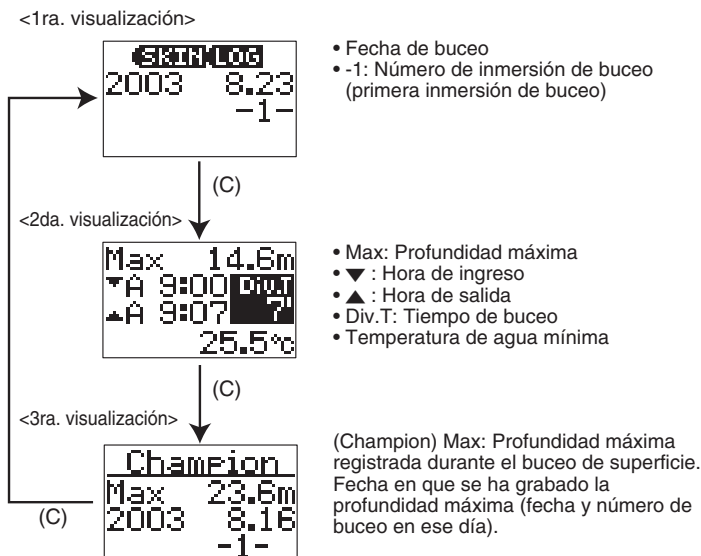 <1ra. visualización>
SKIN LOG
2003 8.23
-1-
• Fecha de buceo
• -1: Número de inmersión de buceo
(primera inmersión de buceo)
(C)
<2da. visualización>
Max 14.6m
▼A 9:00 Div.T
▲A 9:07 7'
25.5℃
• Max: Profundidad máxima
• ▼ : Hora de ingreso
• ▲ : Hora de salida
• Div.T: Tiempo de buceo
• Temperatura de agua mínima
(C)
<3ra. visualización>
Champion
Max 23.6m
2003 8.16
-1-
(C)
(Champion) Max: Profundidad máxima
registrada durante el buceo de superficie.
Fecha en que se ha grabado la
profundidad máxima (fecha y número de
buceo en ese día).